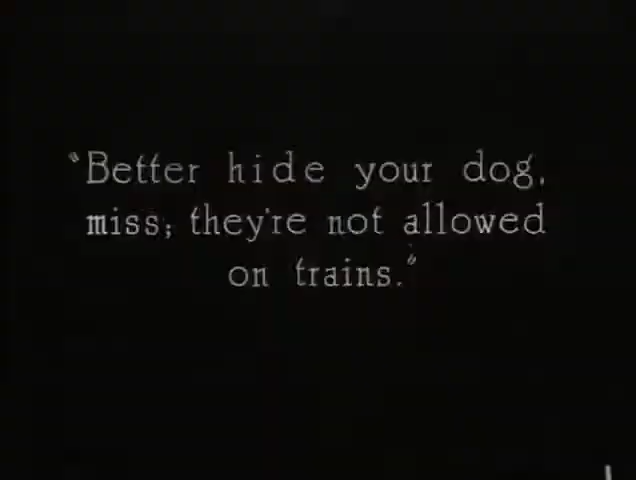 "Better hide your dog,
miss; they're not allowed
on trains."